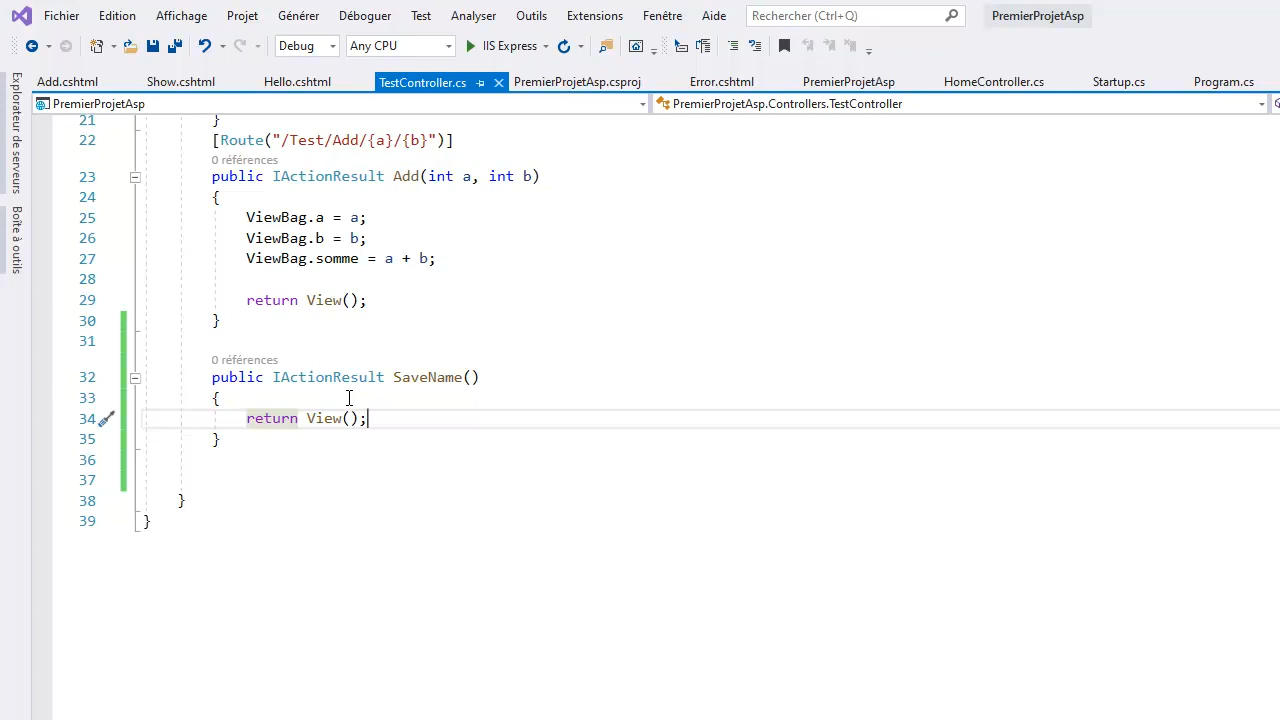 Fichier Edition Affichage Projet Générer Déboguer Test Analyser Outils Extensions Fenêtre Aide Rechercher (Ctrl+Q) PremierProjetAsp
Debug Any CPU IIS Express
Add.cshtml Show.cshtml Hello.cshtml TestController.cs PremierProjetAsp.csproj Error.cshtml PremierProjetAsp HomeController.cs Startup.cs Program.cs
PremierProjetAsp PremierProjetAsp.Controllers.TestController
Explorateur de serveurs
Boîte à outils
21 }
22 [Route("/Test/Add/{a}/{b}")]
0 références
23 public IActionResult Add(int a, int b)
24 {
25 ViewBag.a = a;
26 ViewBag.b = b;
27 ViewBag.somme = a + b;
28
29 return View();
30 }
31
0 références
32 public IActionResult SaveName()
33 {
34 return View();
35 }
36
37
38 }
39 }